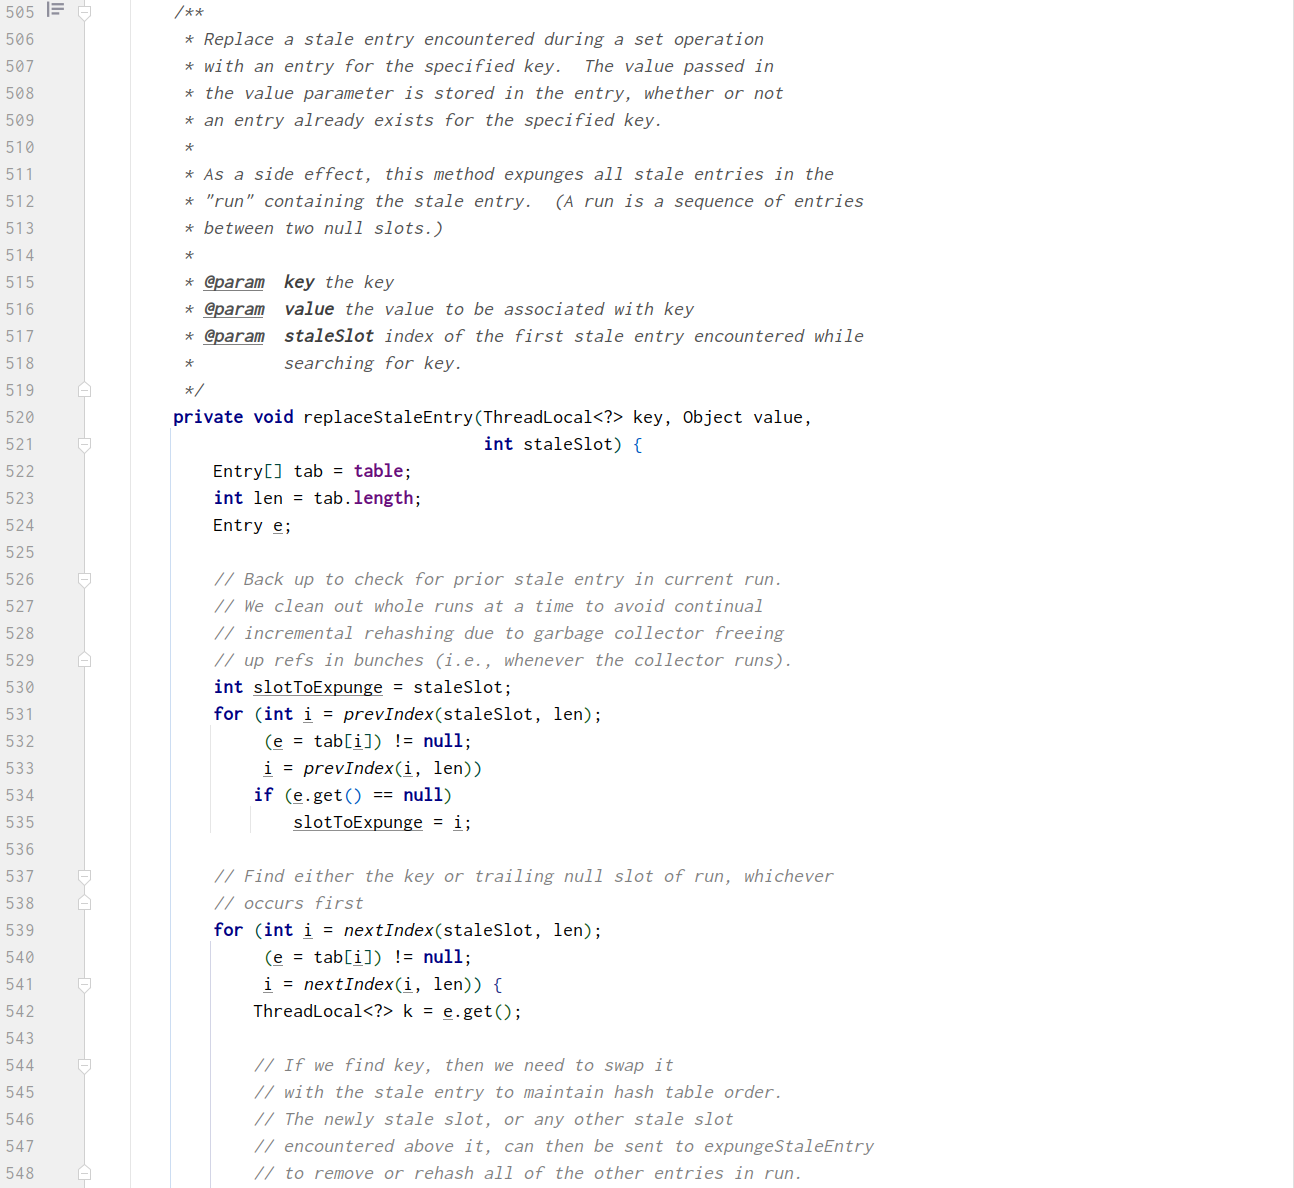 505 /**
506 * Replace a stale entry encountered during a set operation
507 * with an entry for the specified key.  The value passed in
508 * the value parameter is stored in the entry, whether or not
509 * an entry already exists for the specified key.
510 *
511 * As a side effect, this method expunges all stale entries in the
512 * "run" containing the stale entry.  (A run is a sequence of entries
513 * between two null slots.)
514 *
515 * @param  key the key
516 * @param  value the value to be associated with key
517 * @param  staleSlot index of the first stale entry encountered while
518 *         searching for key.
519 */
520 private void replaceStaleEntry(ThreadLocal<?> key, Object value,
521 int staleSlot) {
522 Entry[] tab = table;
523 int len = tab.length;
524 Entry e;
525
526 // Back up to check for prior stale entry in current run.
527 // We clean out whole runs at a time to avoid continual
528 // incremental rehashing due to garbage collector freeing
529 // up refs in bunches (i.e., whenever the collector runs).
530 int slotToExpunge = staleSlot;
531 for (int i = prevIndex(staleSlot, len);
532 (e = tab[i]) != null;
533 i = prevIndex(i, len))
534 if (e.get() == null)
535 slotToExpunge = i;
536
537 // Find either the key or trailing null slot of run, whichever
538 // occurs first
539 for (int i = nextIndex(staleSlot, len);
540 (e = tab[i]) != null;
541 i = nextIndex(i, len)) {
542 ThreadLocal<?> k = e.get();
543
544 // If we find key, then we need to swap it
545 // with the stale entry to maintain hash table order.
546 // The newly stale slot, or any other stale slot
547 // encountered above it, can then be sent to expungeStaleEntry
548 // to remove or rehash all of the other entries in run.